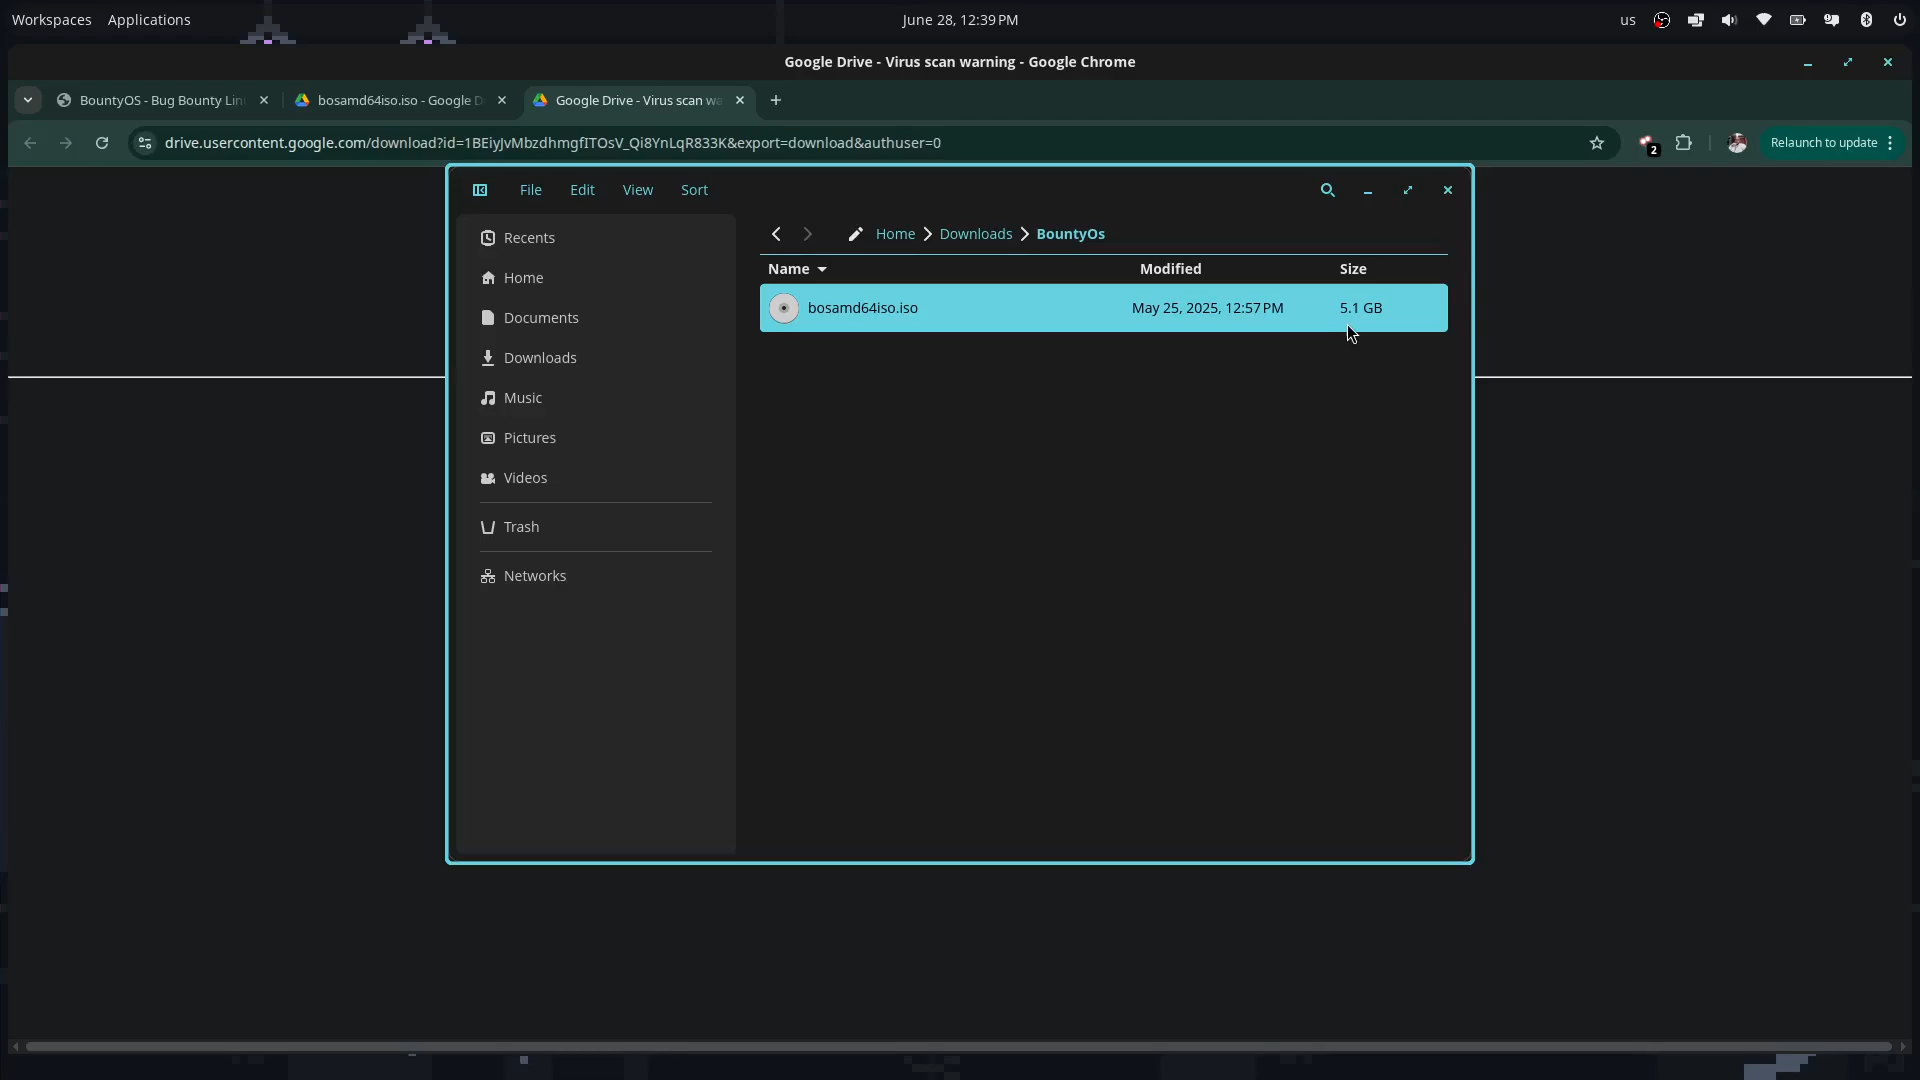 Workspaces Applications June 28, 12:39 PM us
Google Drive - Virus scan warning - Google Chrome
BountyOS - Bug Bounty Lin bosamd64iso.iso - Google D Google Drive - Virus scan wa
drive.usercontent.google.com/download?id=1BEiyJvMbzdhmgfITOsV_Qi8YnLqR833K&export=download&authuser=0 2 Relaunch to update
File Edit View Sort
Home Downloads BountyOs
Name Modified Size
bosamd64iso.iso May 25, 2025, 12:57 PM 5.1 GB
Recents
Home
Documents
Downloads
Music
Pictures
Videos
Trash
Networks